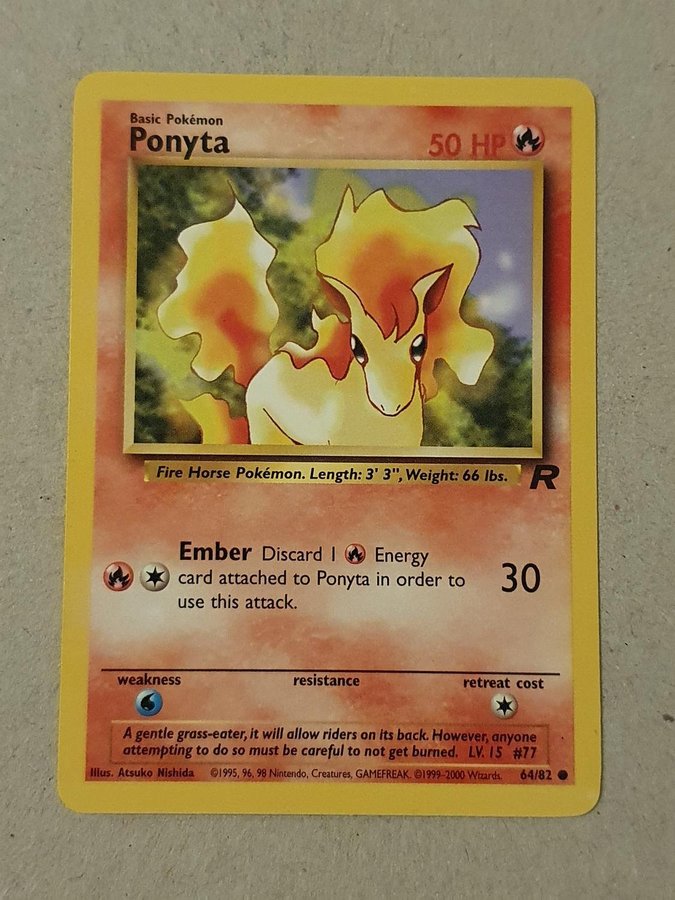 Basic Pokémon
Ponyta
50 HP
Fire Horse Pokémon. Length: 3' 3", Weight: 66 lbs.
R
Ember Discard 1 Energy
card attached to Ponyta in order to
use this attack.
30
weakness resistance retreat cost
A gentle grass-eater, it will allow riders on its back. However, anyone
attempting to do so must be careful to not get burned. LV. 15 #77
Illus. Atsuko Nishida ©1995, 96, 98 Nintendo, Creatures, GAMEFREAK. ©1999-2000 Wizards. 64/82